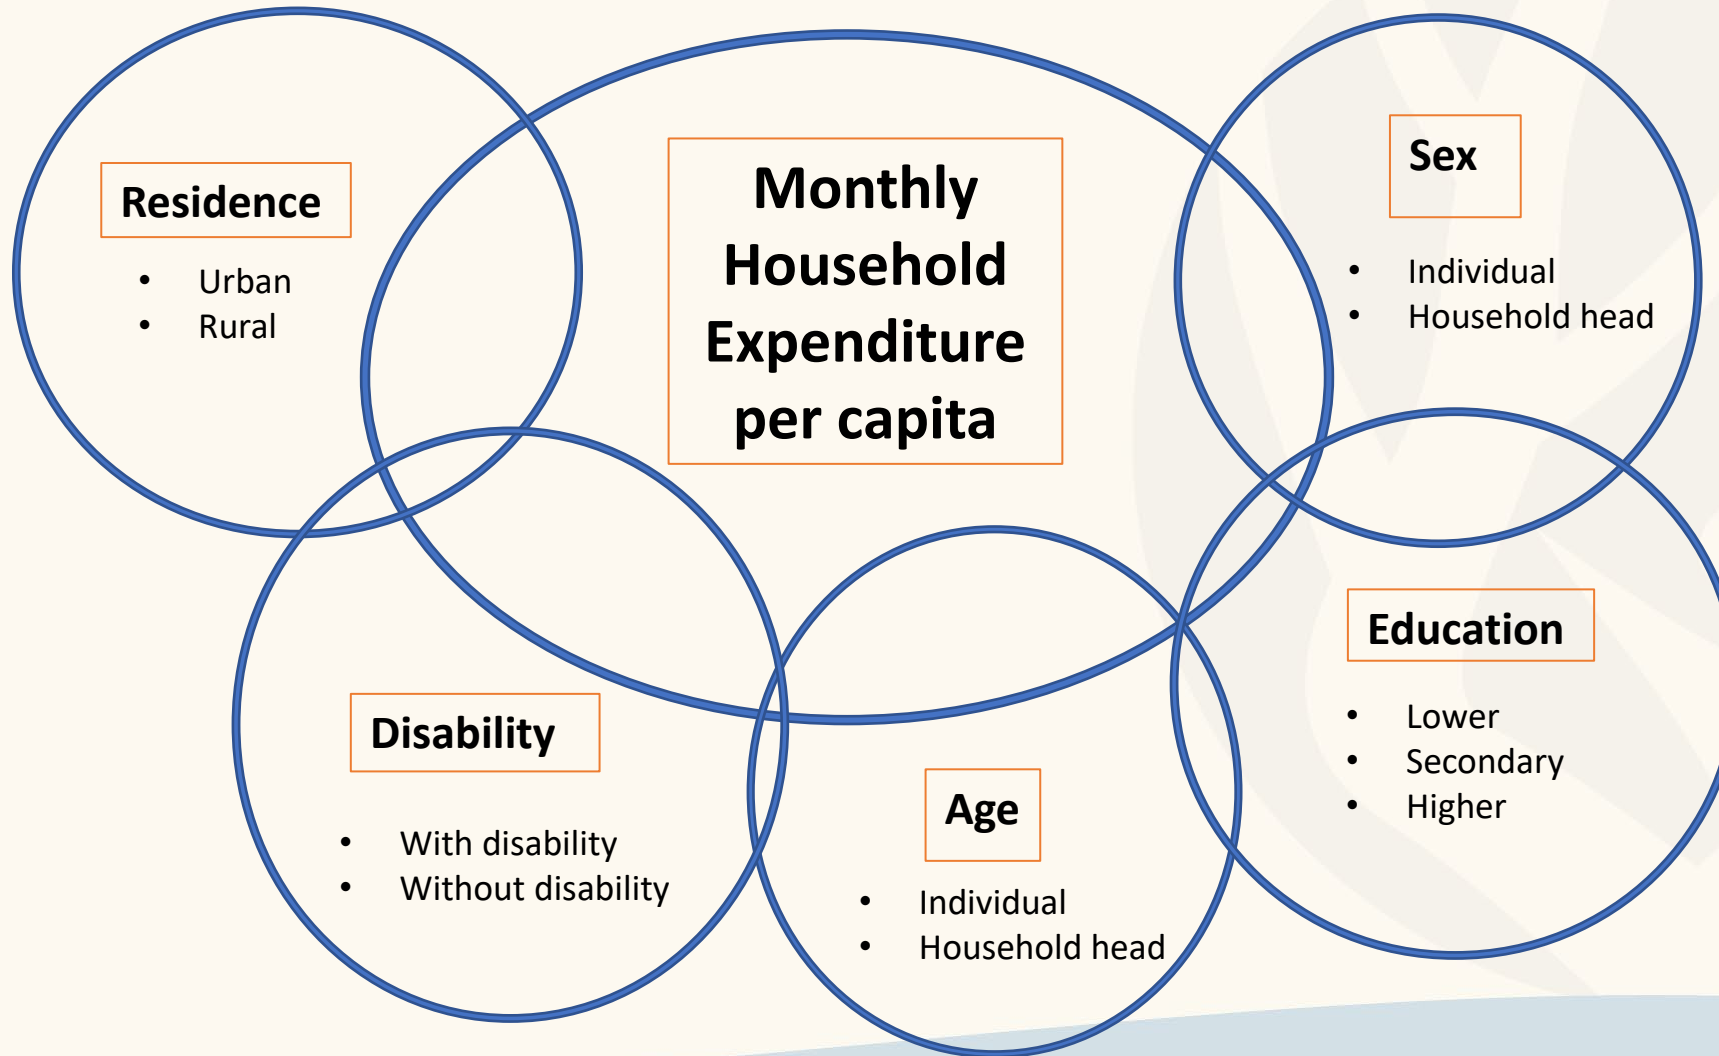 Residence
• Urban
• Rural
Monthly
Household
Expenditure
per capita
Sex
• Individual
• Household head
Disability
• With disability
• Without disability
Age
• Individual
• Household head
Education
• Lower
• Secondary
• Higher